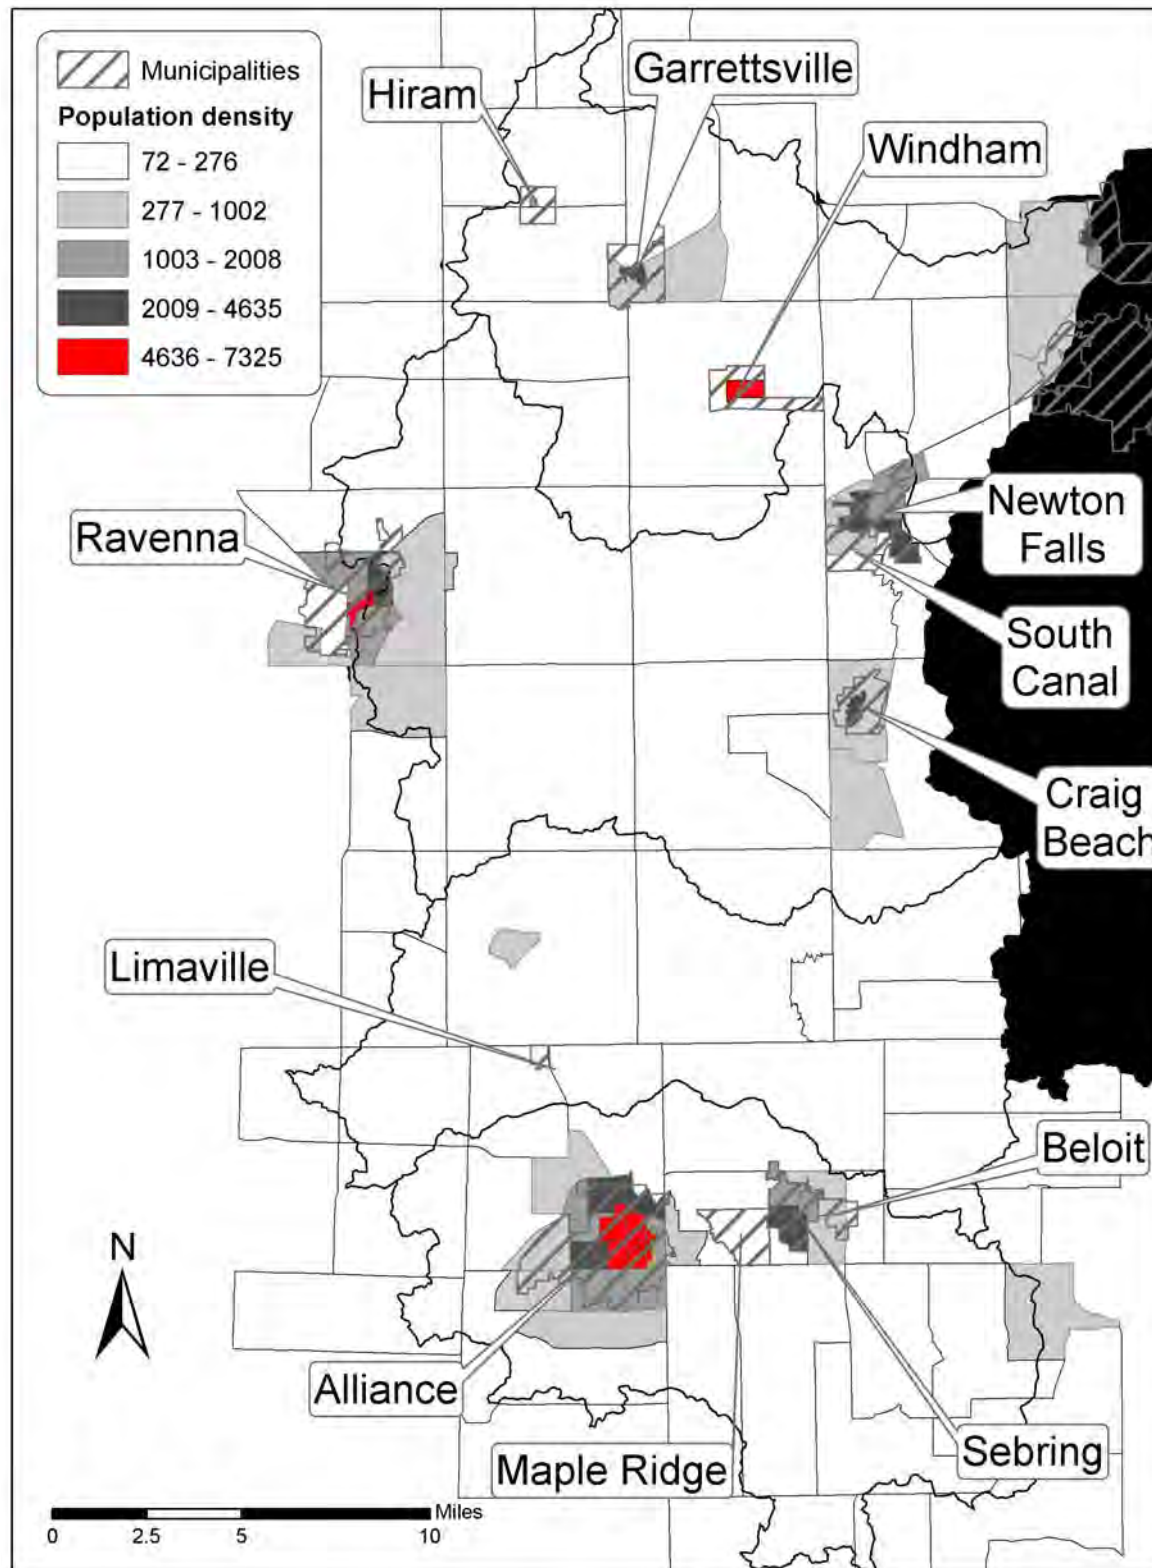 Municipalities
Population density
72 - 276
277 - 1002
1003 - 2008
2009 - 4635
4636 - 7325
Hiram
Garrettsville
Windham
Ravenna
Newton
Falls
South
Canal
Craig
Beach
Limaville
Beloit
N
Alliance
Maple Ridge
Sebring
Miles
0 2.5 5 10